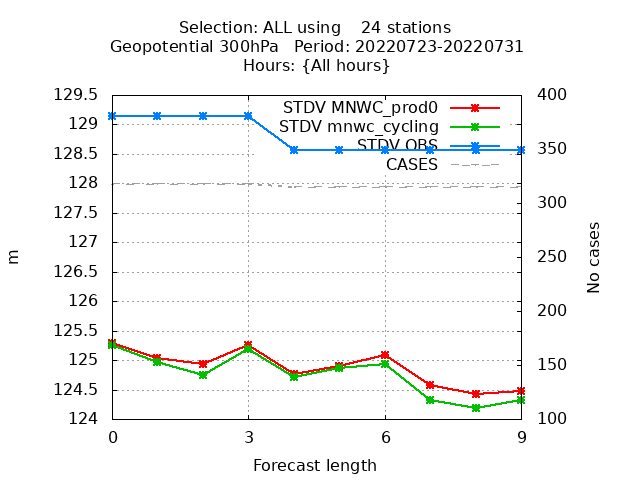 Selection: ALL using    24 stations
Geopotential 300hPa   Period: 20220723-20220731
Hours: {All hours}
129.5
129
128.5
128
127.5
127
126.5
126
125.5
125
124.5
124
400
350
300
250
200
150
100
STDV MNWC_prod0
STDV mnwc_cycling
STDV OBS
CASES
m
No cases
0 3 6 9
Forecast length